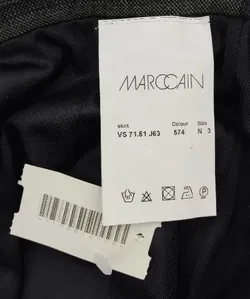 MARCCAIN
skirt Colour Size
VS 71.51 J63 574 N 3